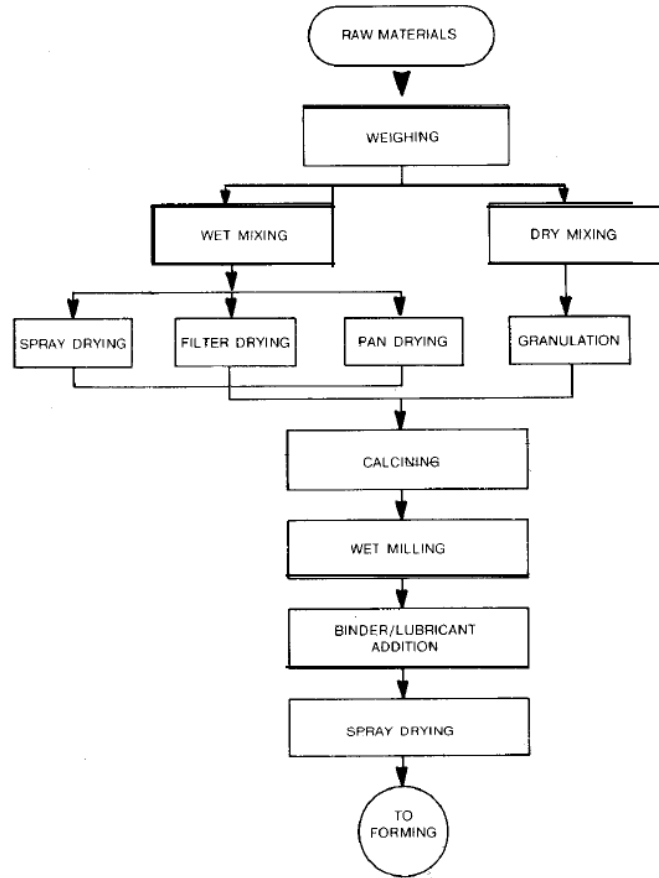 RAW MATERIALS
WEIGHING
WET MIXING
DRY MIXING
SPRAY DRYING
FILTER DRYING
PAN DRYING
GRANULATION
CALCINING
WET MILLING
BINDER/LUBRICANT
ADDITION
SPRAY DRYING
TO
FORMING